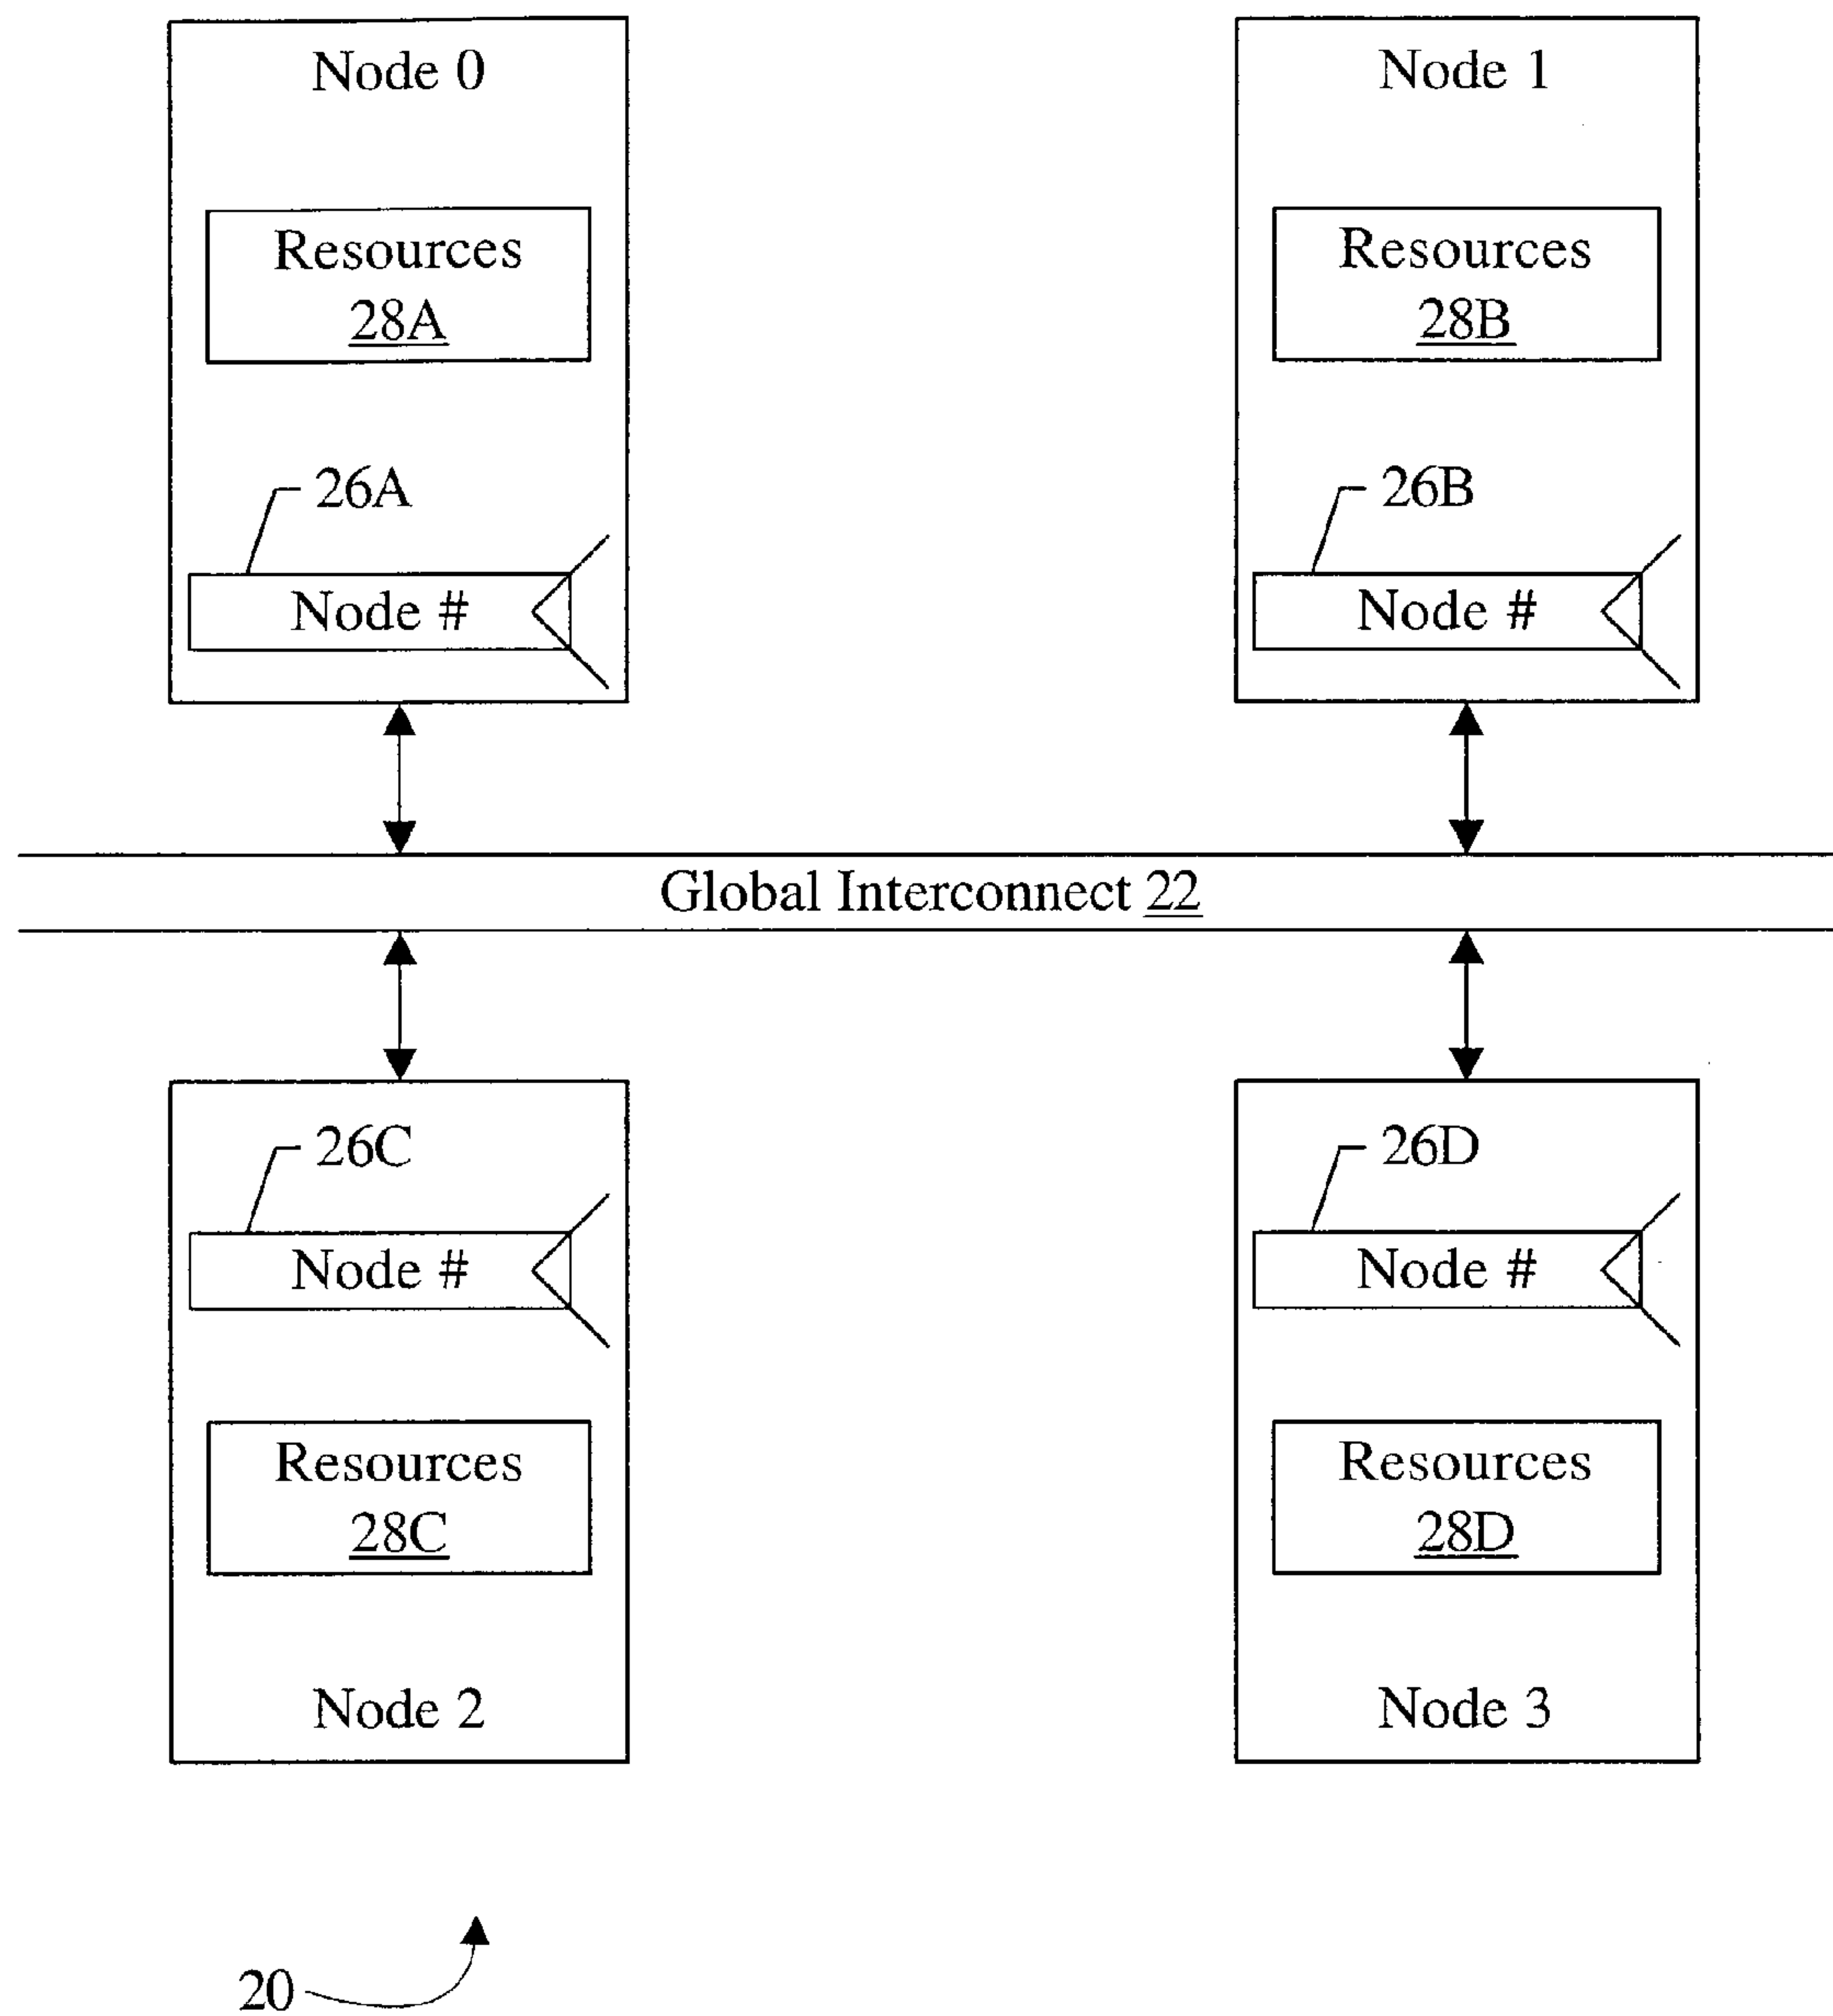 Node 0
Resources
28A
26A
Node #
Node 1
Resources
28B
26B
Node #
Global Interconnect 22
26C
Node #
Resources
28C
Node 2
26D
Node #
Resources
28D
Node 3
20